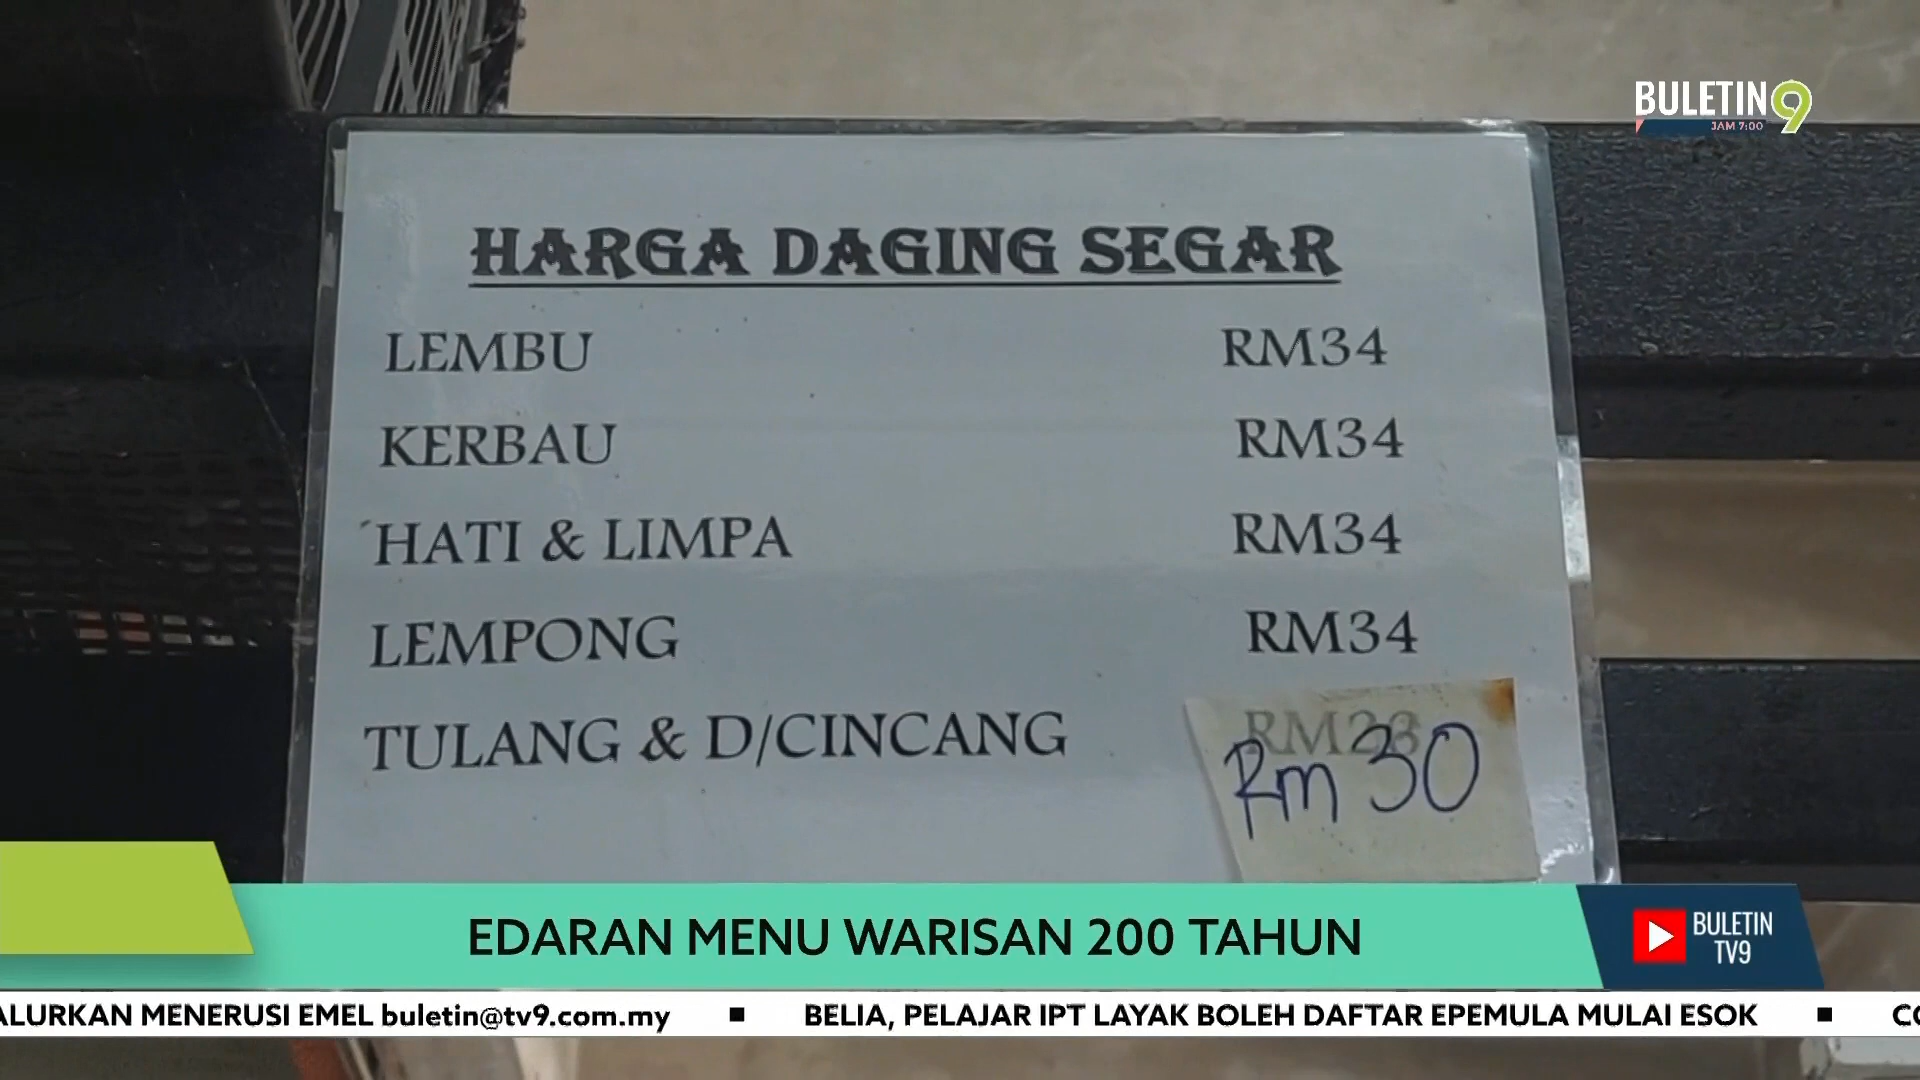 BULETIN 9
JAM 7:00
HARGA DAGING SEGAR
LEMBU RM34
KERBAU RM34
HATI & LIMPA RM34
LEMPONG RM34
TULANG & D/CINCANG Rm 30
EDARAN MENU WARISAN 200 TAHUN
BULETIN
TV9
ALURKAN MENERUSI EMEL buletin@tv9.com.my ■ BELIA, PELAJAR IPT LAYAK BOLEH DAFTAR EPEMULA MULAI ESOK ■